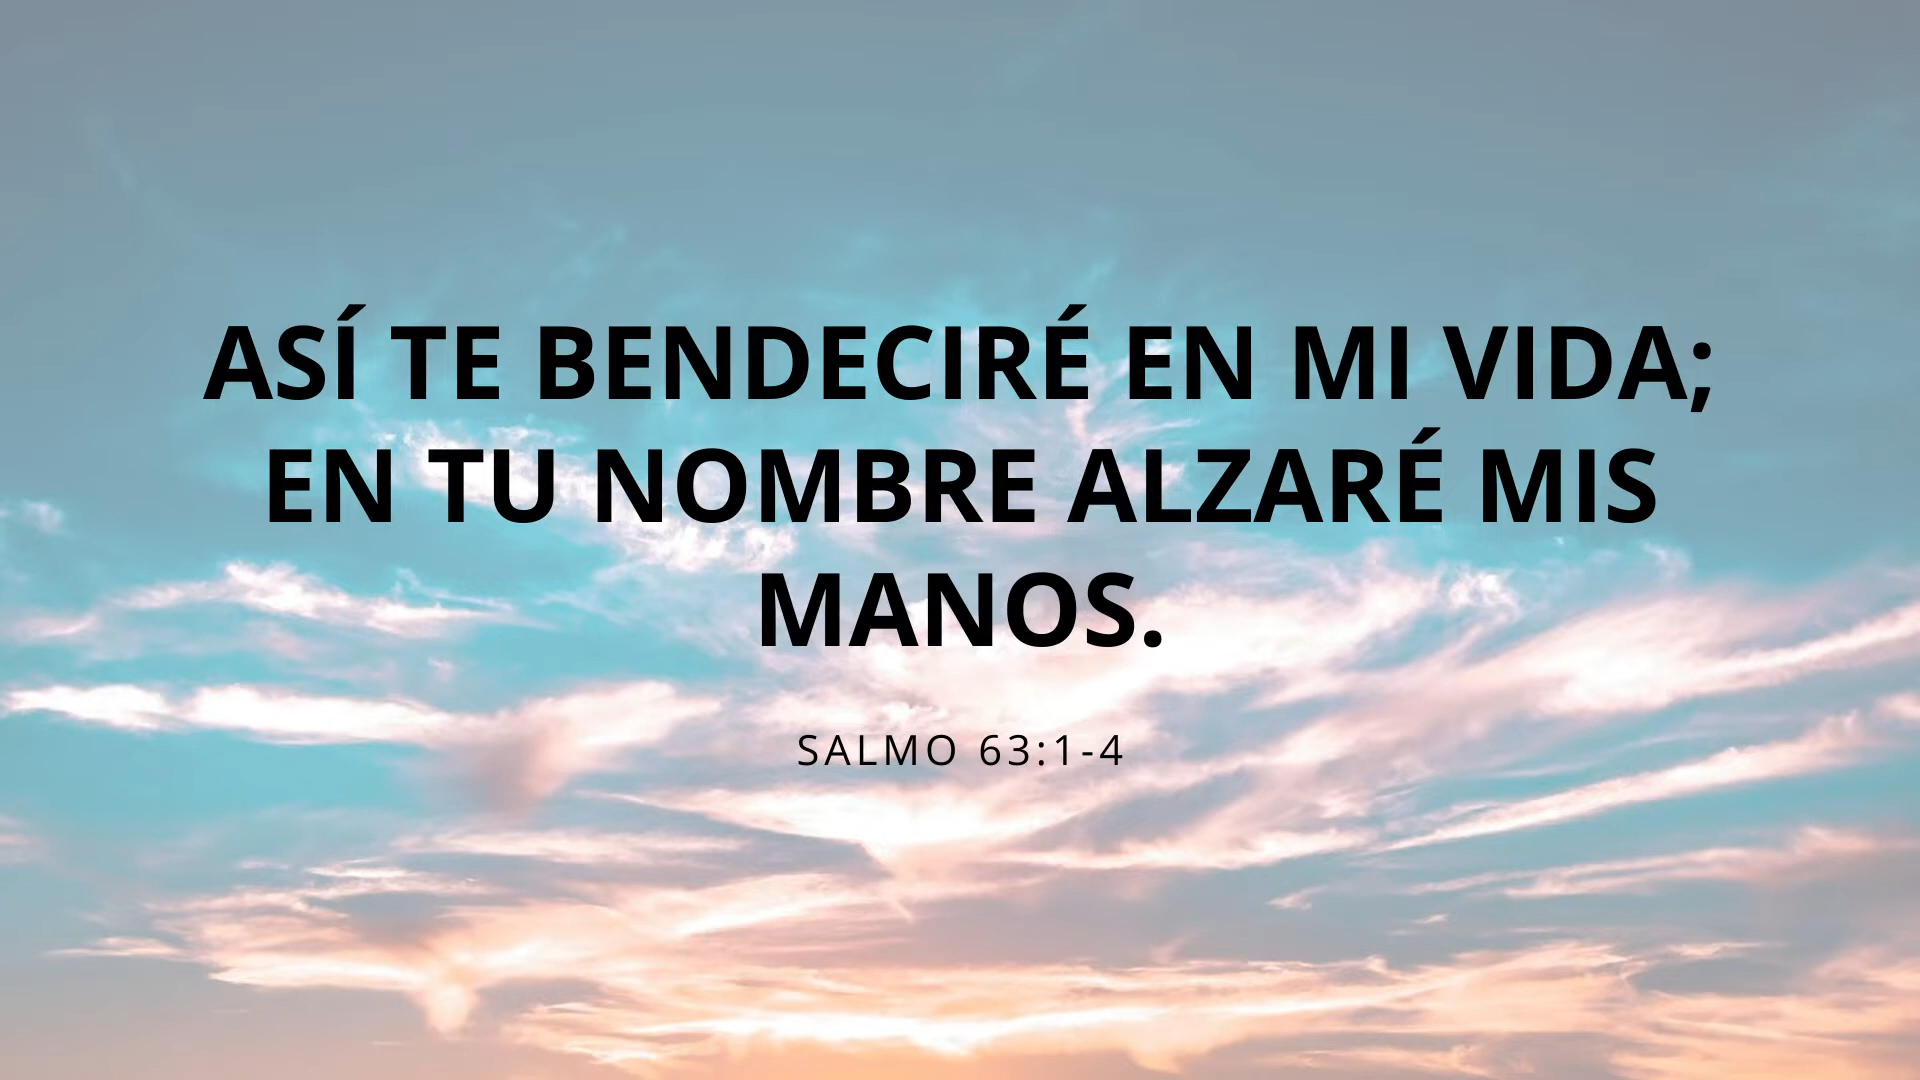 ASÍ TE BENDECIRÉ EN MI VIDA;
EN TU NOMBRE ALZARÉ MIS
MANOS.
SALMO 63:1-4